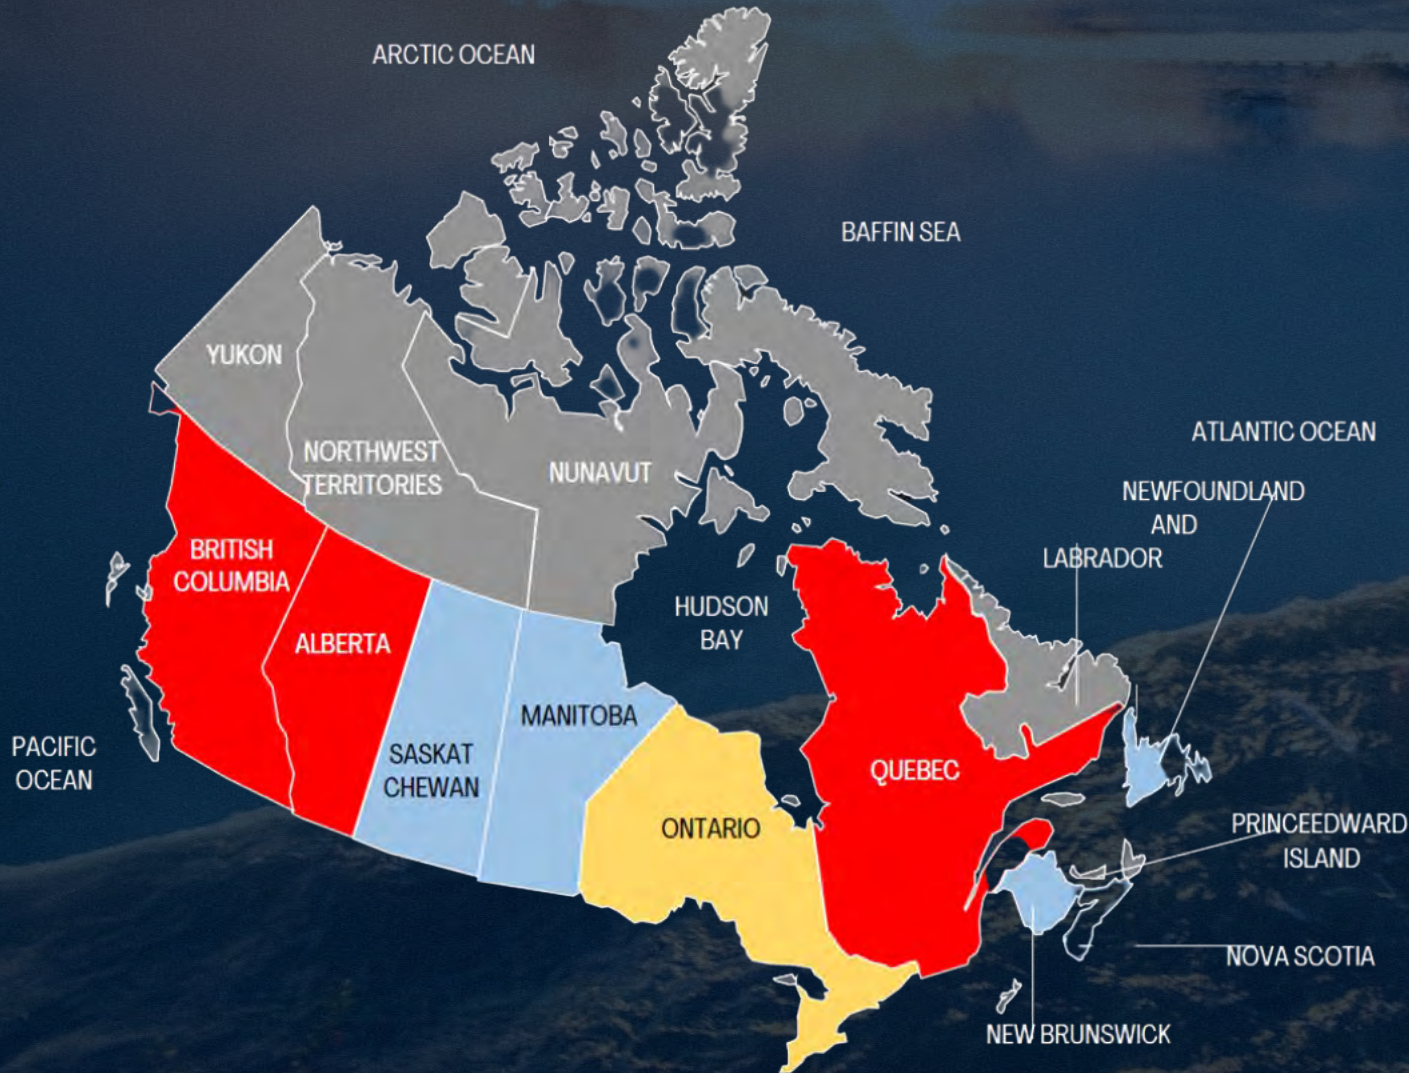 ARCTIC OCEAN
BAFFIN SEA
YUKON
ATLANTIC OCEAN
NORTHWEST
TERRITORIES
NUNAVUT
NEWFOUNDLAND
AND
LABRADOR
BRITISH
COLUMBIA
HUDSON
BAY
ALBERTA
MANITOBA
PACIFIC
OCEAN
SASKAT
CHEWAN
QUEBEC
ONTARIO
PRINCEEDWARD
ISLAND
NOVA SCOTIA
NEW BRUNSWICK